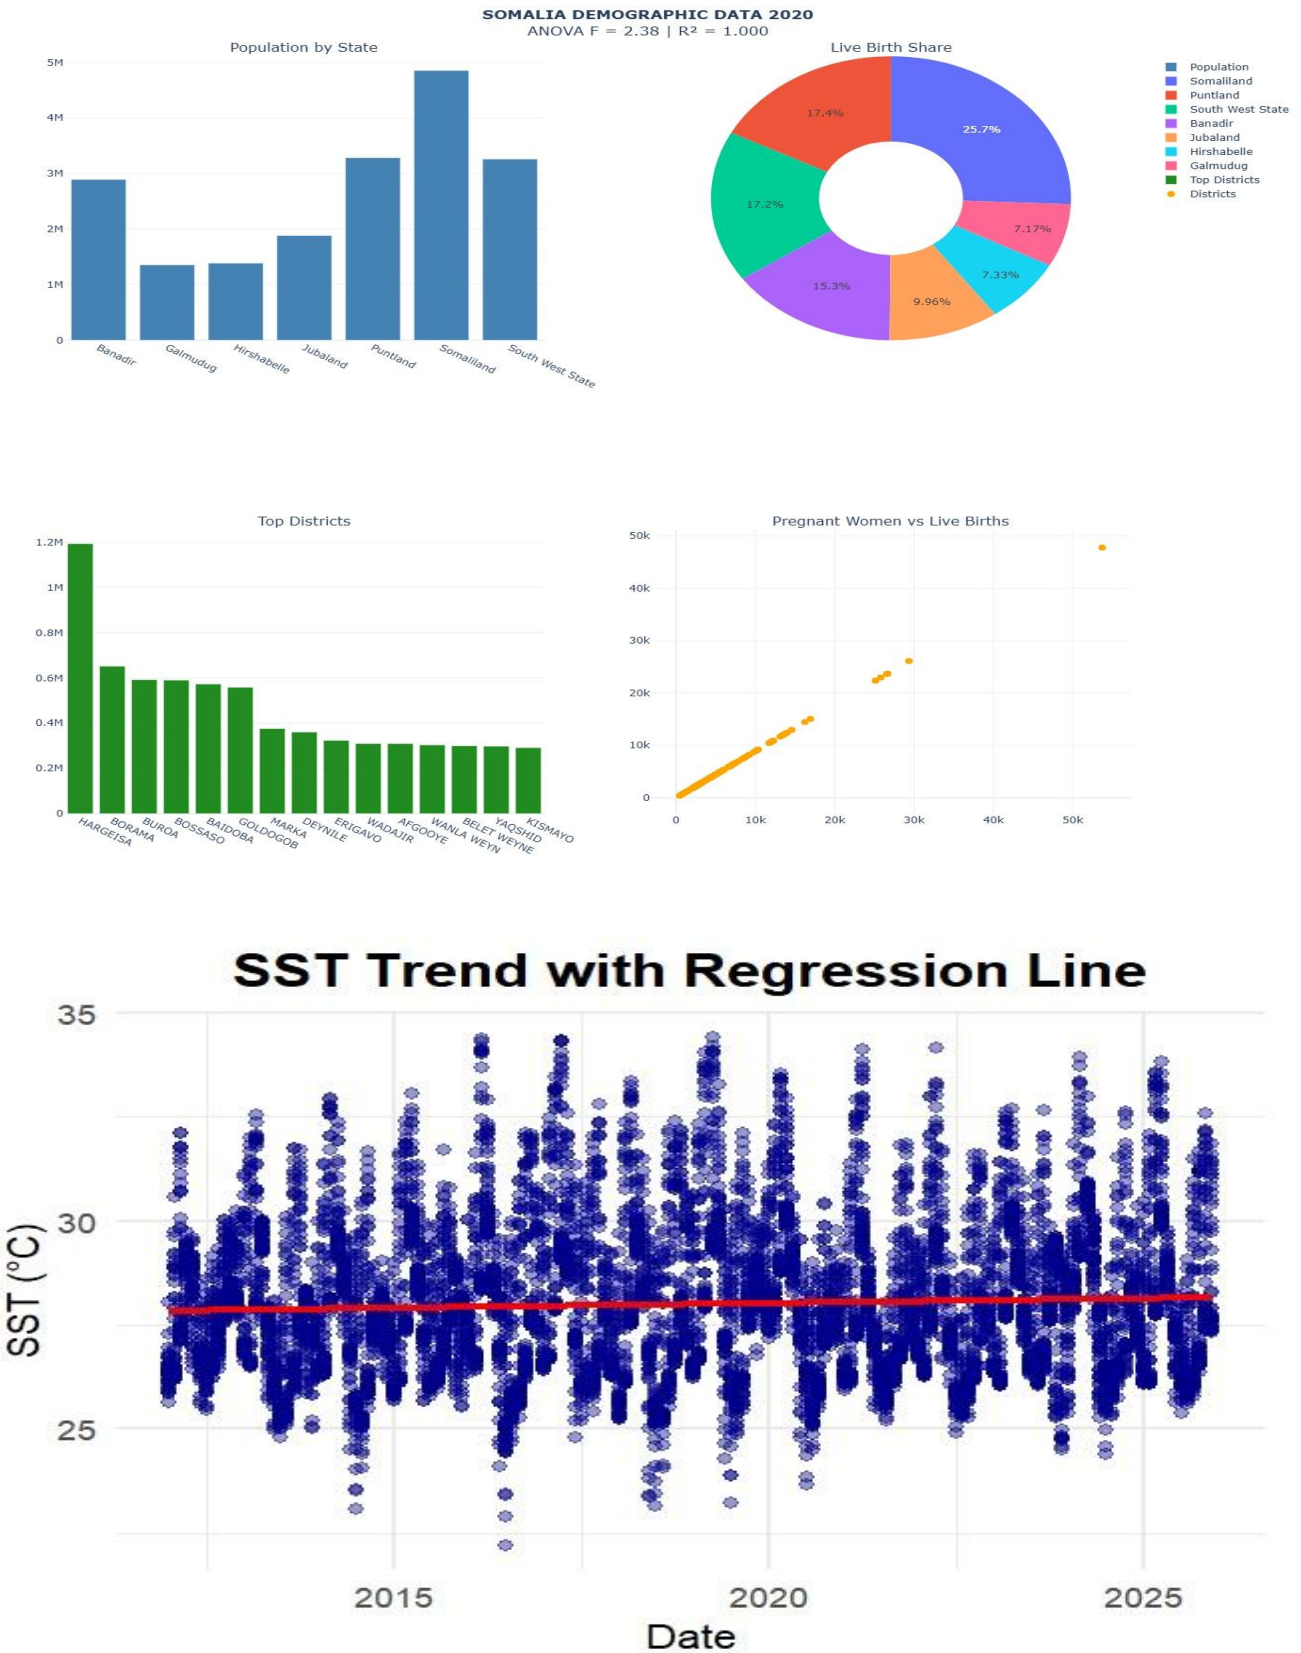 SOMALIA DEMOGRAPHIC DATA 2020
ANOVA F = 2.38 | R² = 1.000
Population by State
5M
4M
3M
2M
1M
0
Banadir
Galmudug
Hirshabelle
Jubaland
Puntland
Somaliland
South West State
Live Birth Share
17.4%
25.7%
17.2%
7.17%
7.33%
15.3%
9.96%
Population
Somaliland
Puntland
South West State
Banadir
Jubaland
Hirshabelle
Galmudug
Top Districts
Districts
Top Districts
1.2M
1M
0.8M
0.6M
0.4M
0.2M
0
HARGEISA
BORAMA
BUROA
BOSSASO
BAIDOBA
GOLDOGOB
MARKA
DEYNILE
ERIGAVO
WADAJIR
AFGOOYE
WANLA WEYN
BELET WEYNE
YAQSHID
KISMAYO
Pregnant Women vs Live Births
50k
40k
30k
20k
10k
0
0
10k
20k
30k
40k
50k
SST Trend with Regression Line
35
30
25
SST (°C)
2015
2020
2025
Date